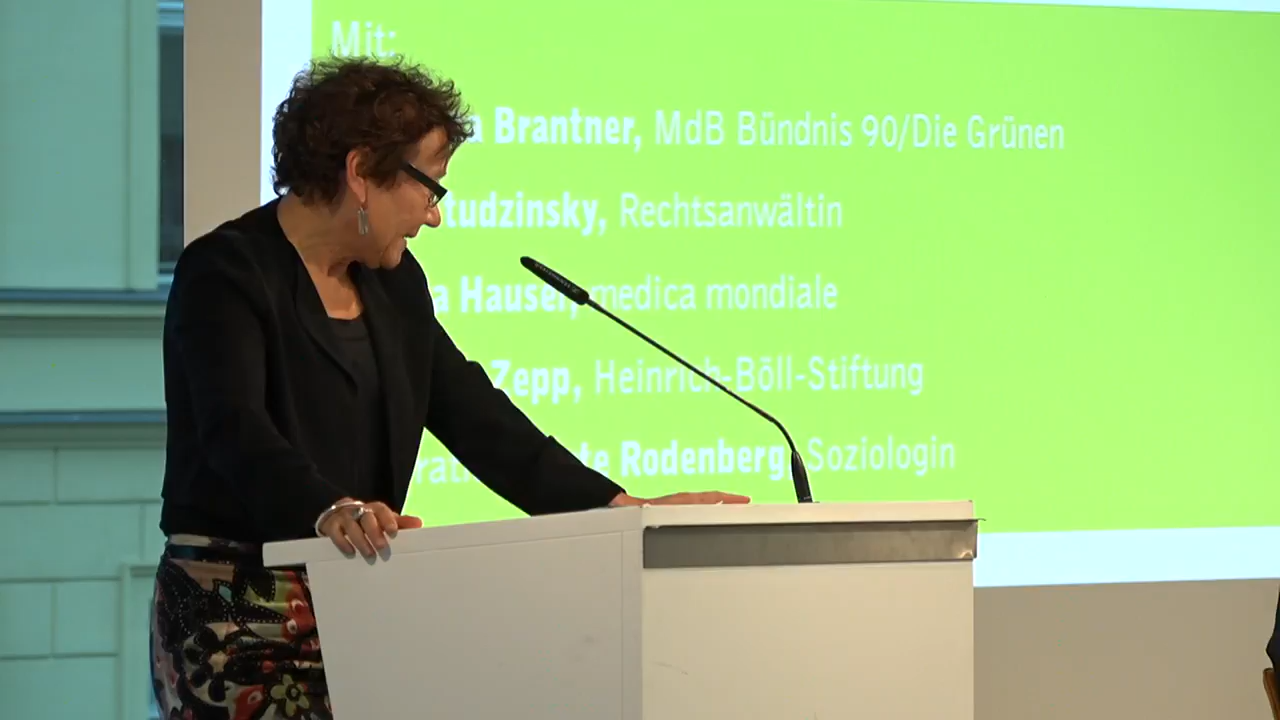 Mit:
Brantner, MdB Bündnis 90/Die Grünen
tudzinsky, Rechtsanwältin
Hauser, medica mondiale
Zepp, Heinrich-Böll-Stiftung
Rodenberg, Soziologin